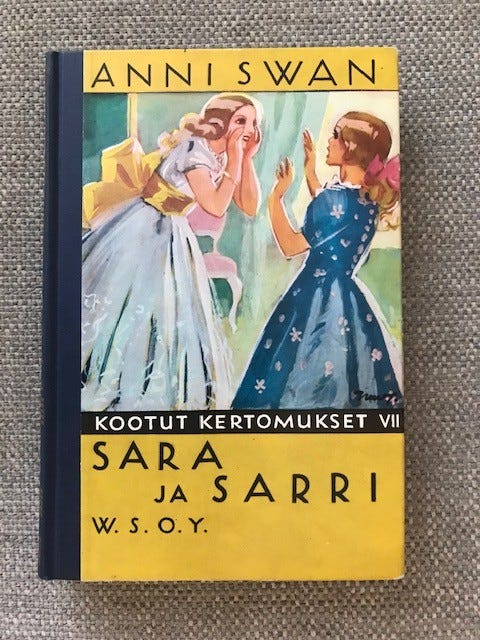 ANNI SWAN
KOOTUT KERTOMUKSET VII
SARA
JA SARRI
W. S. O. Y.